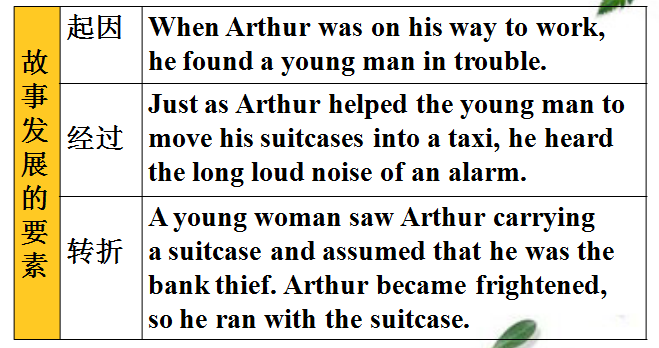 故事发展的要素
起因
When Arthur was on his way to work,
he found a young man in trouble.
经过
Just as Arthur helped the young man to
move his suitcases into a taxi, he heard
the long loud noise of an alarm.
转折
A young woman saw Arthur carrying
a suitcase and assumed that he was the
bank thief. Arthur became frightened,
so he ran with the suitcase.